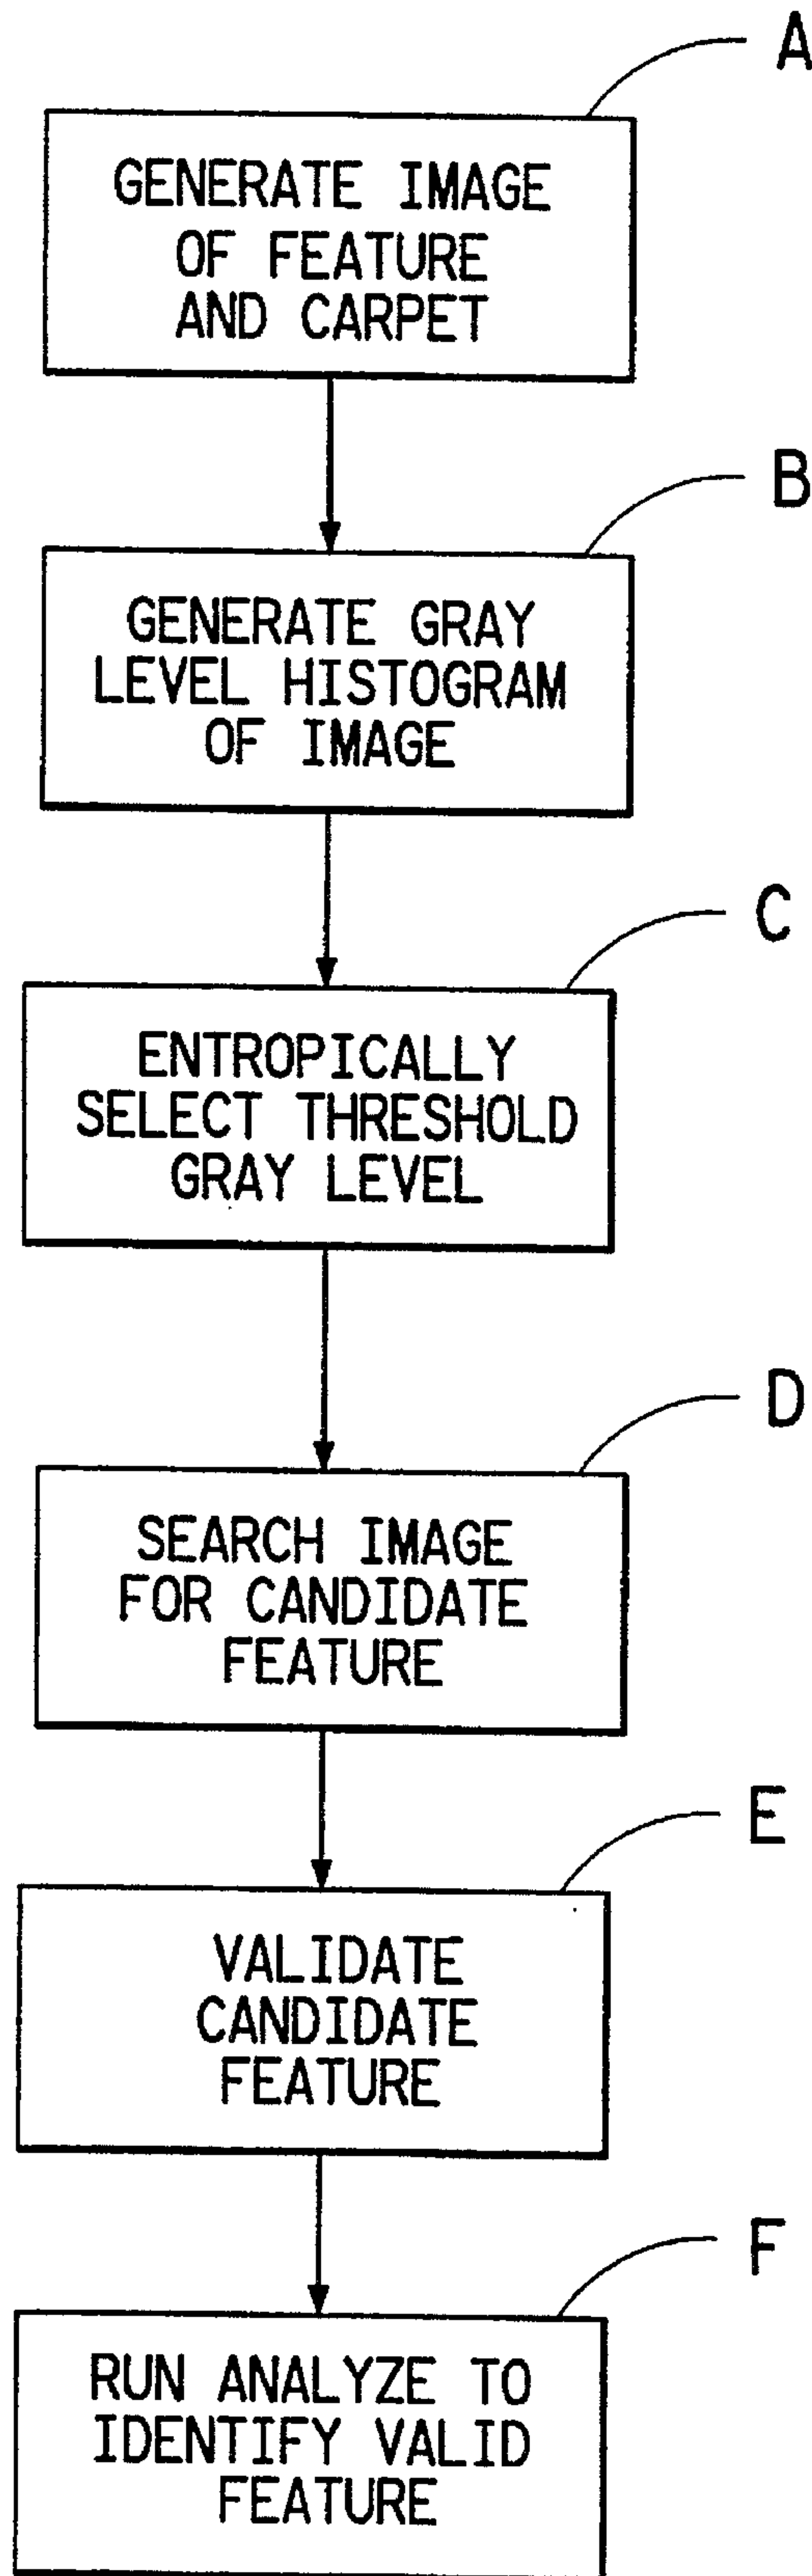 A
GENERATE IMAGE
OF FEATURE
AND CARPET
B
GENERATE GRAY
LEVEL HISTOGRAM
OF IMAGE
C
ENTROPICALLY
SELECT THRESHOLD
GRAY LEVEL
D
SEARCH IMAGE
FOR CANDIDATE
FEATURE
E
VALIDATE
CANDIDATE
FEATURE
F
RUN ANALYZE TO
IDENTIFY VALID
FEATURE